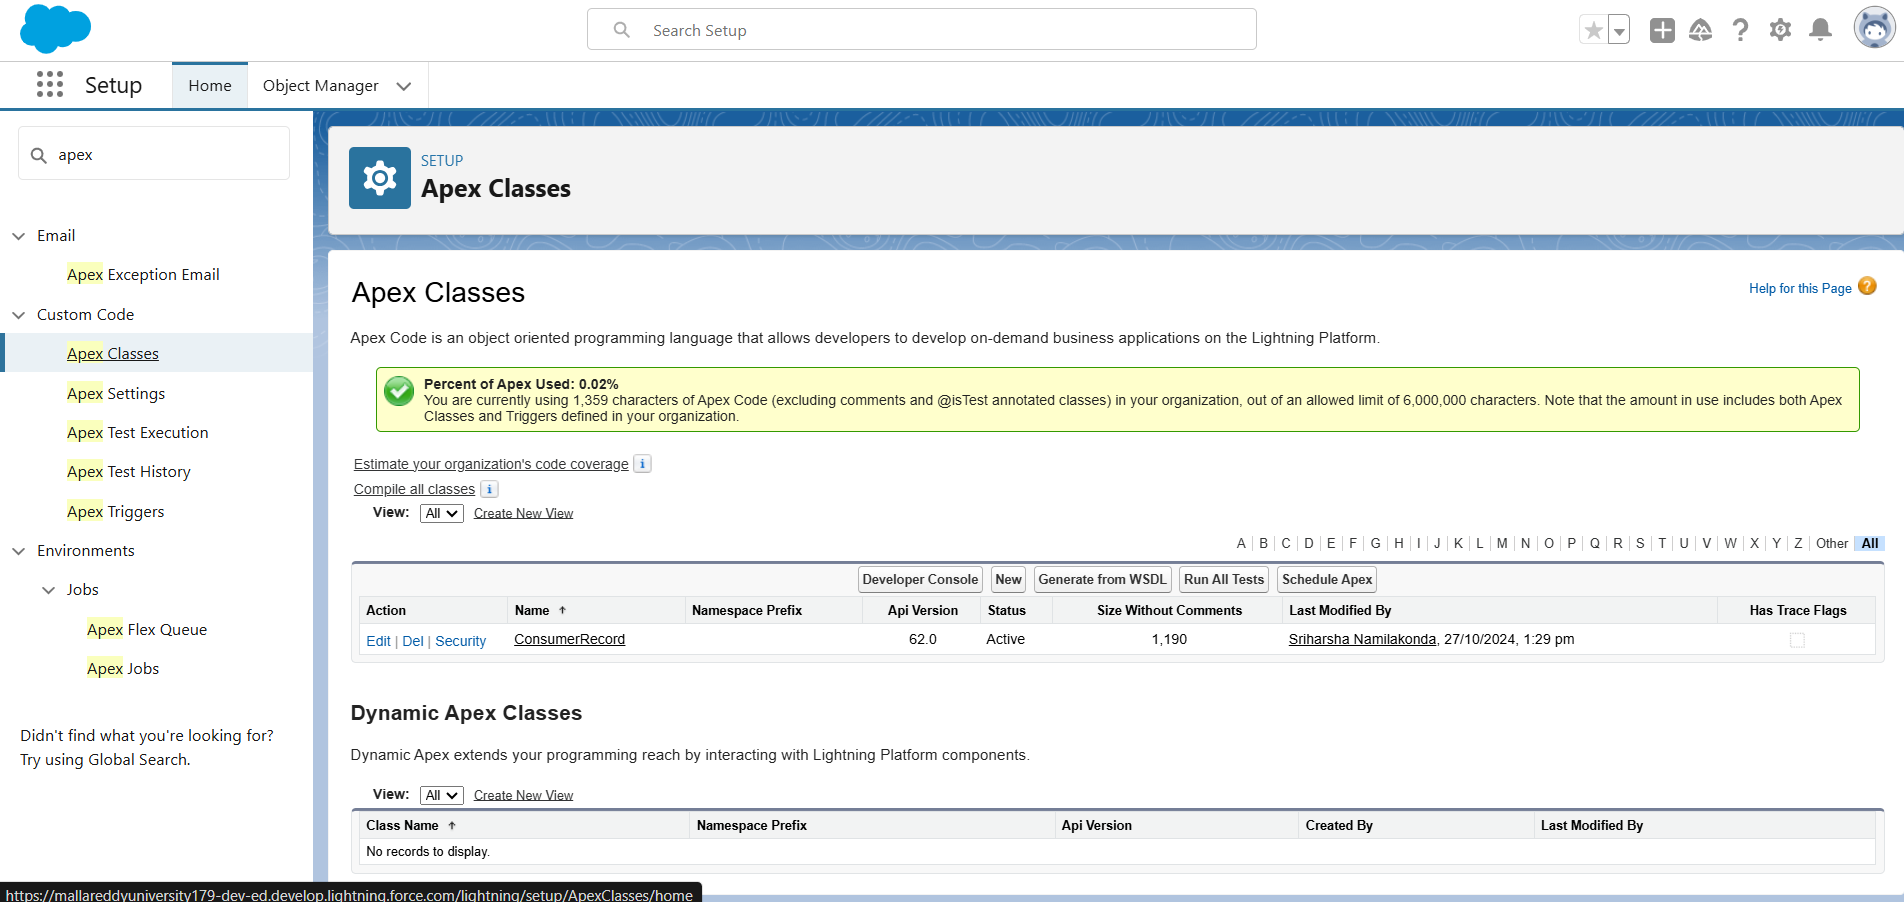 Search Setup
Setup
Home
Object Manager
apex
Email
Apex Exception Email
Custom Code
Apex Classes
Apex Settings
Apex Test Execution
Apex Test History
Apex Triggers
Environments
Jobs
Apex Flex Queue
Apex Jobs
Didn't find what you're looking for?
Try using Global Search.
SETUP
Apex Classes
Apex Classes
Help for this Page ?
Apex Code is an object oriented programming language that allows developers to develop on-demand business applications on the Lightning Platform.
Percent of Apex Used: 0.02%
You are currently using 1,359 characters of Apex Code (excluding comments and @isTest annotated classes) in your organization, out of an allowed limit of 6,000,000 characters. Note that the amount in use includes both Apex
Classes and Triggers defined in your organization.
Estimate your organization's code coverage i
Compile all classes i
View: All Create New View
A | B | C | D | E | F | G | H | I | J | K | L | M | N | O | P | Q | R | S | T | U | V | W | X | Y | Z | Other | All
Developer Console New Generate from WSDL Run All Tests Schedule Apex
Action Name Namespace Prefix Api Version Status Size Without Comments Last Modified By Has Trace Flags
Edit | Del | Security ConsumerRecord 62.0 Active 1,190 Sriharsha Namilakonda, 27/10/2024, 1:29 pm
Dynamic Apex Classes
Dynamic Apex extends your programming reach by interacting with Lightning Platform components.
View: All Create New View
Class Name Namespace Prefix Api Version Created By Last Modified By
No records to display.
https://mallareddyuniversity179-dev-ed.develop.lightning.force.com/lightning/setup/ApexClasses/home